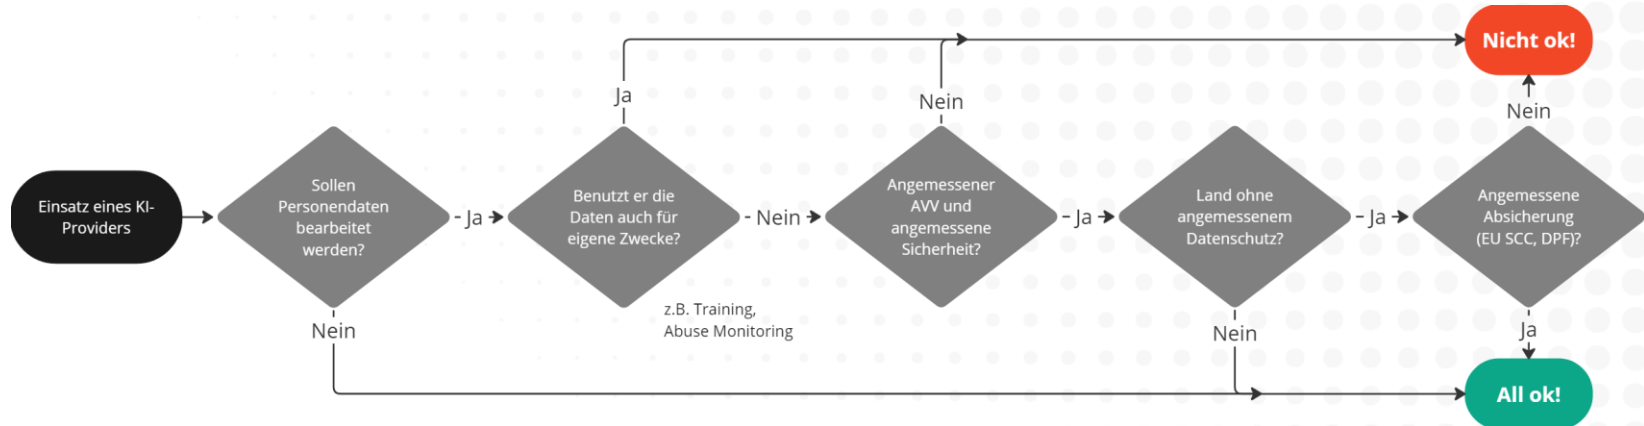 Einsatz eines KI-
Providers
Sollen
Personendaten
bearbeitet
werden?
Ja
Nein
Benutzt er die
Daten auch für
eigene Zwecke?
z.B. Training,
Abuse Monitoring
Ja
Nein
Angemessener
AVV und
angemessene
Sicherheit?
Nein
Ja
Land ohne
angemessenem
Datenschutz?
Nein
Ja
Angemessene
Absicherung
(EU SCC, DPF)?
Nein
Nicht ok!
Ja
All ok!